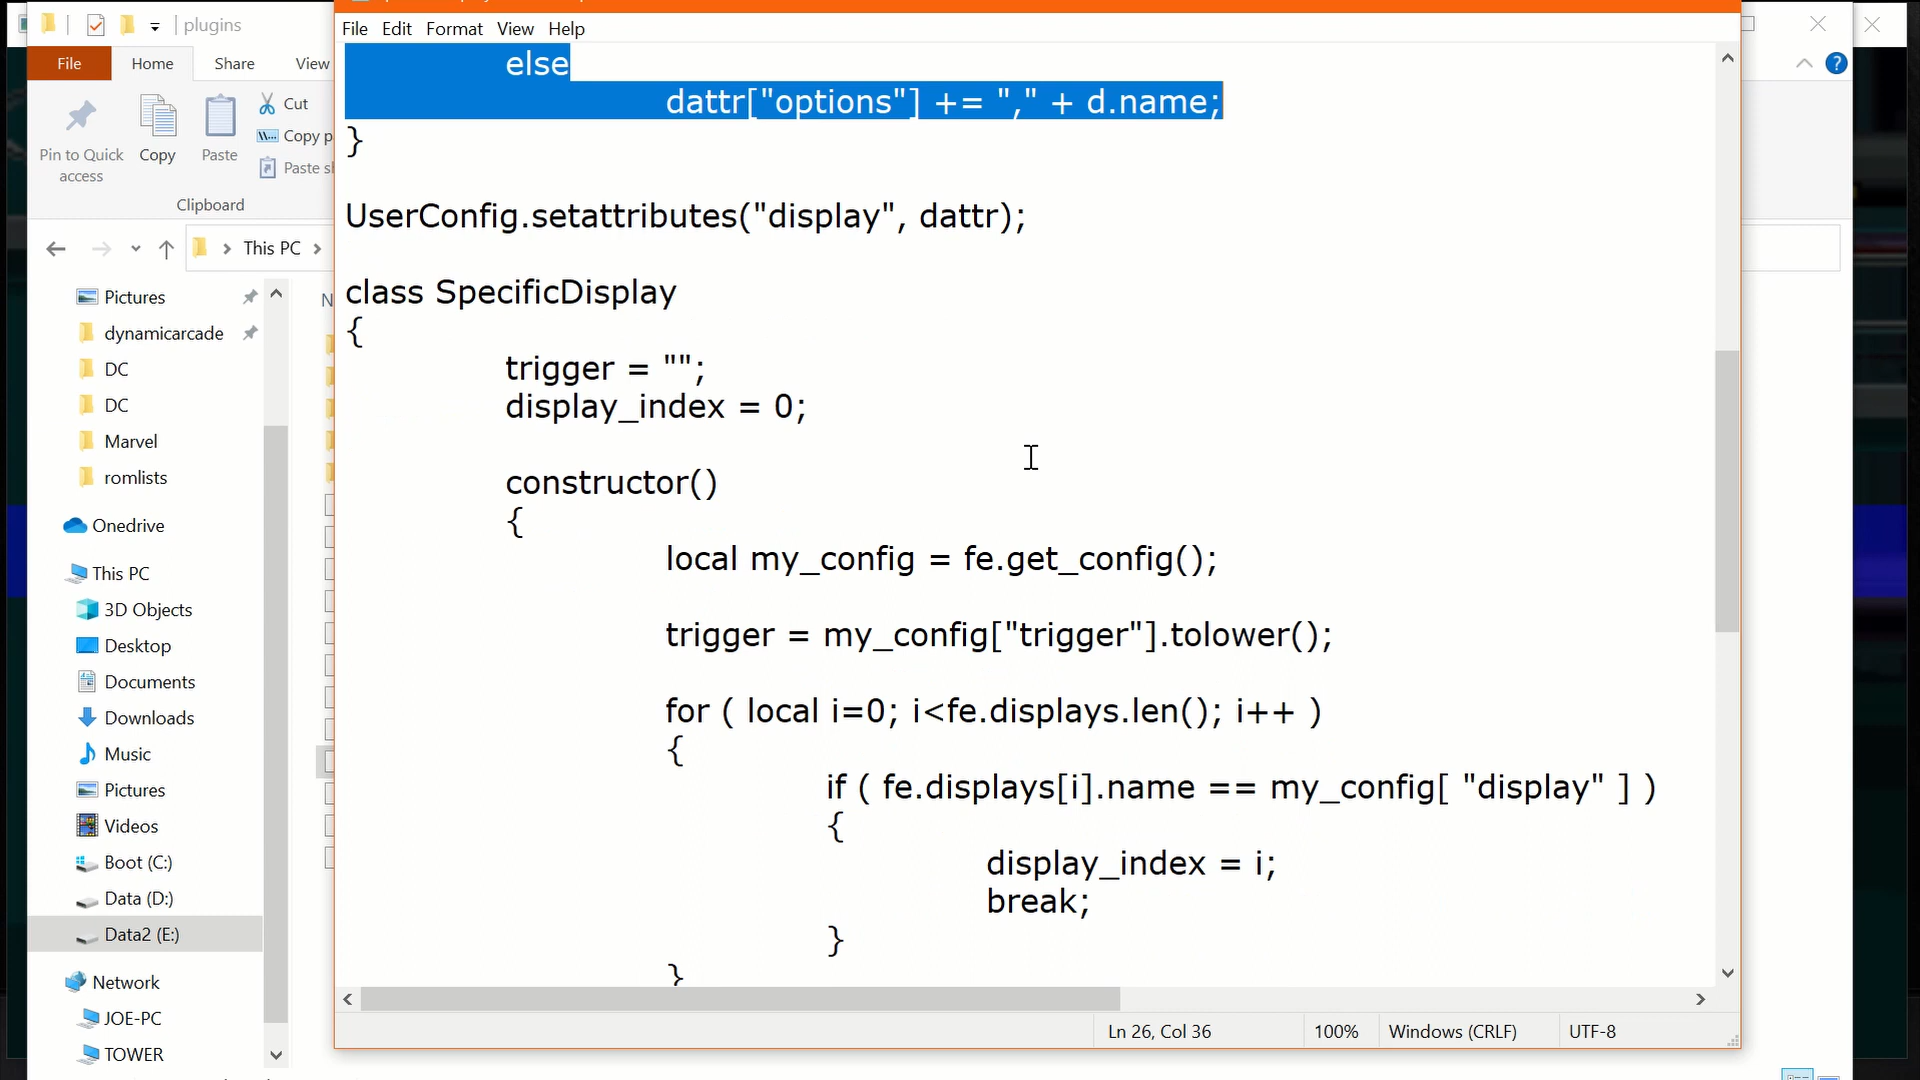 plugins
File
Home
Share
View
Pin to Quick
access
Copy
Paste
Cut
Copy p
Paste sh
Clipboard
This PC
Pictures
dynamicarcade
DC
DC
Marvel
romlists
Onedrive
This PC
3D Objects
Desktop
Documents
Downloads
Music
Pictures
Videos
Boot (C:)
Data (D:)
Data2 (E:)
Network
JOE-PC
TOWER
N
File Edit Format View Help
else
dattr["options"] += "," + d.name;
}
UserConfig.setattributes("display", dattr);
class SpecificDisplay
{
trigger = "";
display_index = 0;
constructor()
{
local my_config = fe.get_config();
trigger = my_config["trigger"].tolower();
for ( local i=0; i<fe.displays.len(); i++ )
{
if ( fe.displays[i].name == my_config[ "display" ] )
{
display_index = i;
break;
}
}
Ln 26, Col 36
100%
Windows (CRLF)
UTF-8